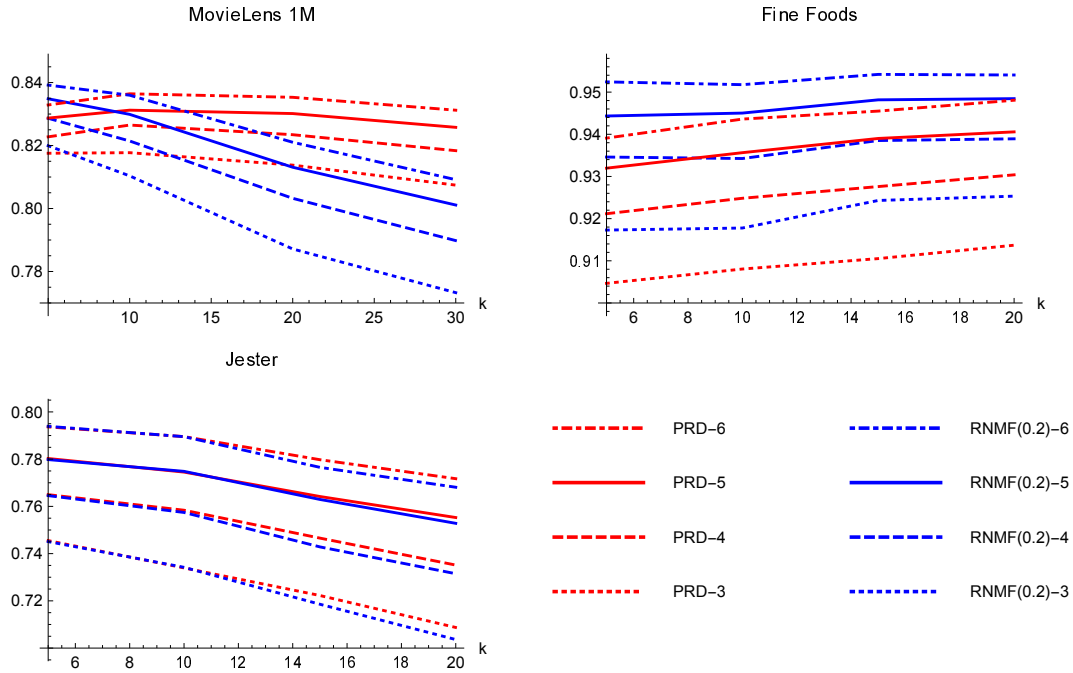 MovieLens 1M
0.84
0.82
0.80
0.78
10 15 20 25 30 k
Fine Foods
0.95
0.94
0.93
0.92
0.91
6 8 10 12 14 16 18 20 k
Jester
0.80
0.78
0.76
0.74
0.72
6 8 10 12 14 16 18 20 k
PRD−6 RNMF(0.2)−6
PRD−5 RNMF(0.2)−5
PRD−4 RNMF(0.2)−4
PRD−3 RNMF(0.2)−3